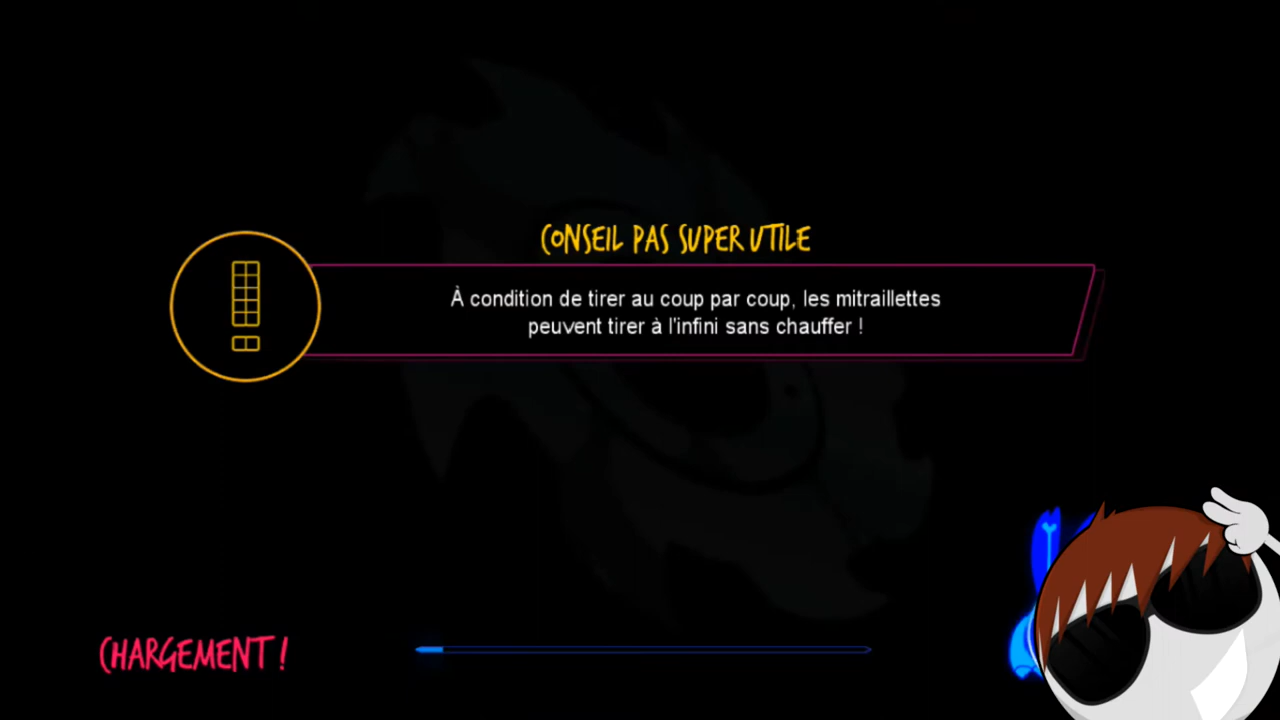 CONSEIL PAS SUPER UTILE
À condition de tirer au coup par coup, les mitraillettes
peuvent tirer à l'infini sans chauffer !
CHARGEMENT !